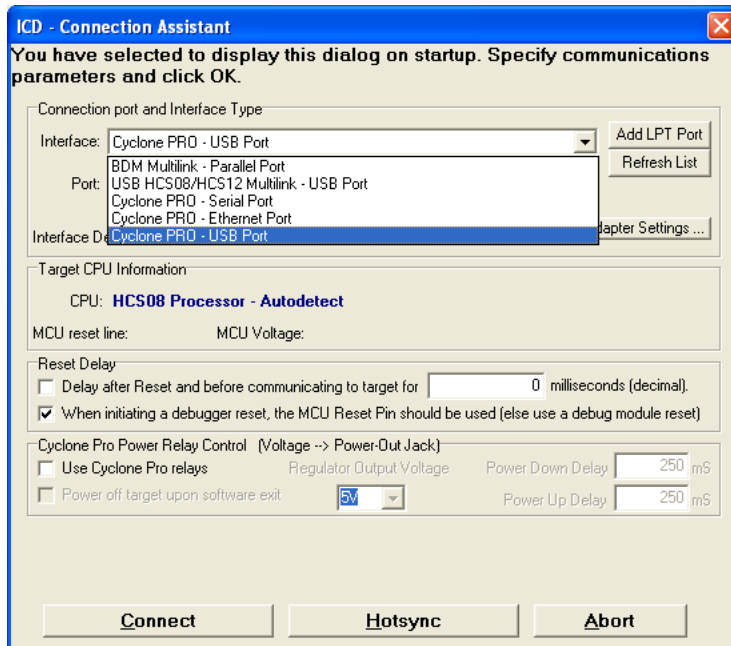 ICD - Connection Assistant
You have selected to display this dialog on startup. Specify communications
parameters and click OK.
Connection port and Interface Type
Interface: Cyclone PRO - USB Port
Add LPT Port
BDM Multilink - Parallel Port
Refresh List
Port: USB HCS08/HCS12 Multilink - USB Port
Cyclone PRO - Serial Port
Cyclone PRO - Ethernet Port
Interface De Cyclone PRO - USB Port
dapter Settings ...
Target CPU Information
CPU: HCS08 Processor - Autodetect
MCU reset line: MCU Voltage:
Reset Delay
Delay after Reset and before communicating to target for 0 milliseconds (decimal).
When initiating a debugger reset, the MCU Reset Pin should be used (else use a debug module reset)
Cyclone Pro Power Relay Control (Voltage --> Power-Out Jack)
Use Cyclone Pro relays Regulator Output Voltage Power Down Delay 250 mS
Power off target upon software exit 5V Power Up Delay 250 mS
Connect Hotsync Abort